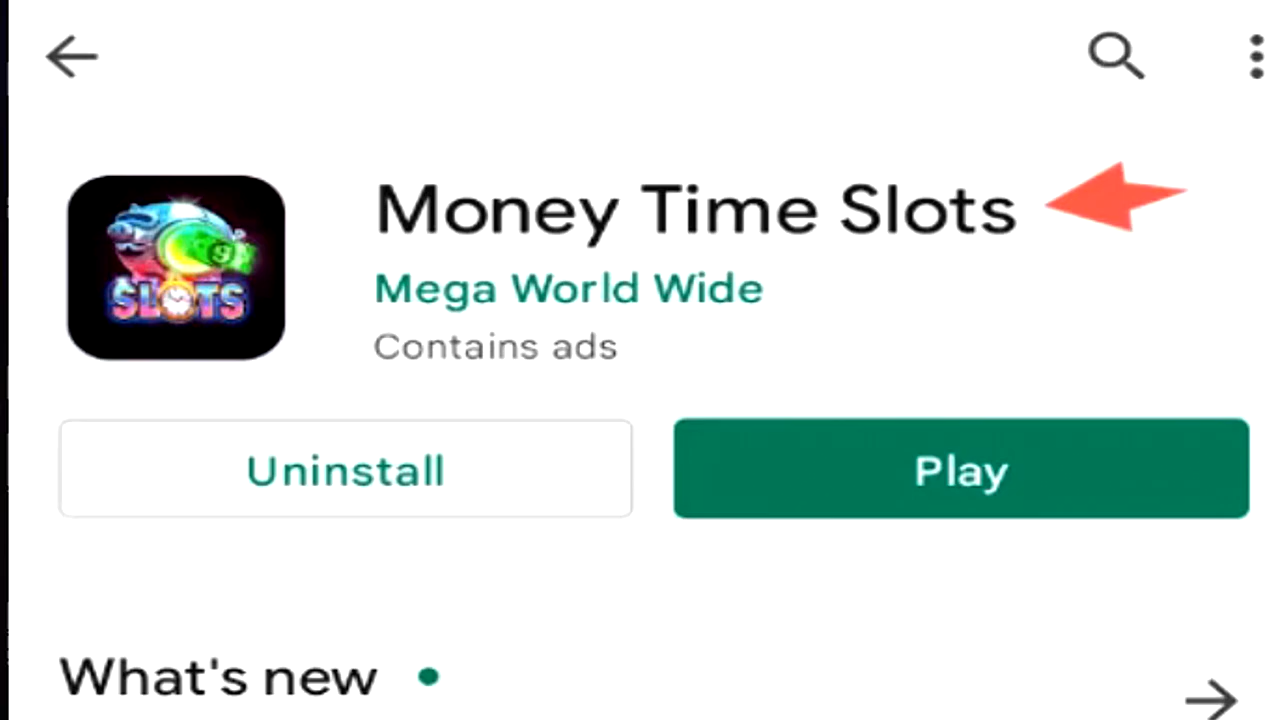 Money Time Slots
Mega World Wide
Contains ads
SLOTS
Uninstall
Play
What's new